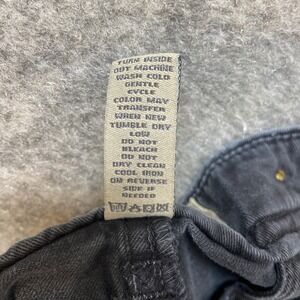 TURN INSIDE
OUT MACHINE
WASH COLD
GENTLE
CYCLE
COLOR MAY
TRANSFER
WHEN NEW
TUMBLE DRY
LOW
DO NOT
BLEACH
DO NOT
DRY CLEAN
COOL IRON
ON REVERSE
SIDE IF
NEEDED